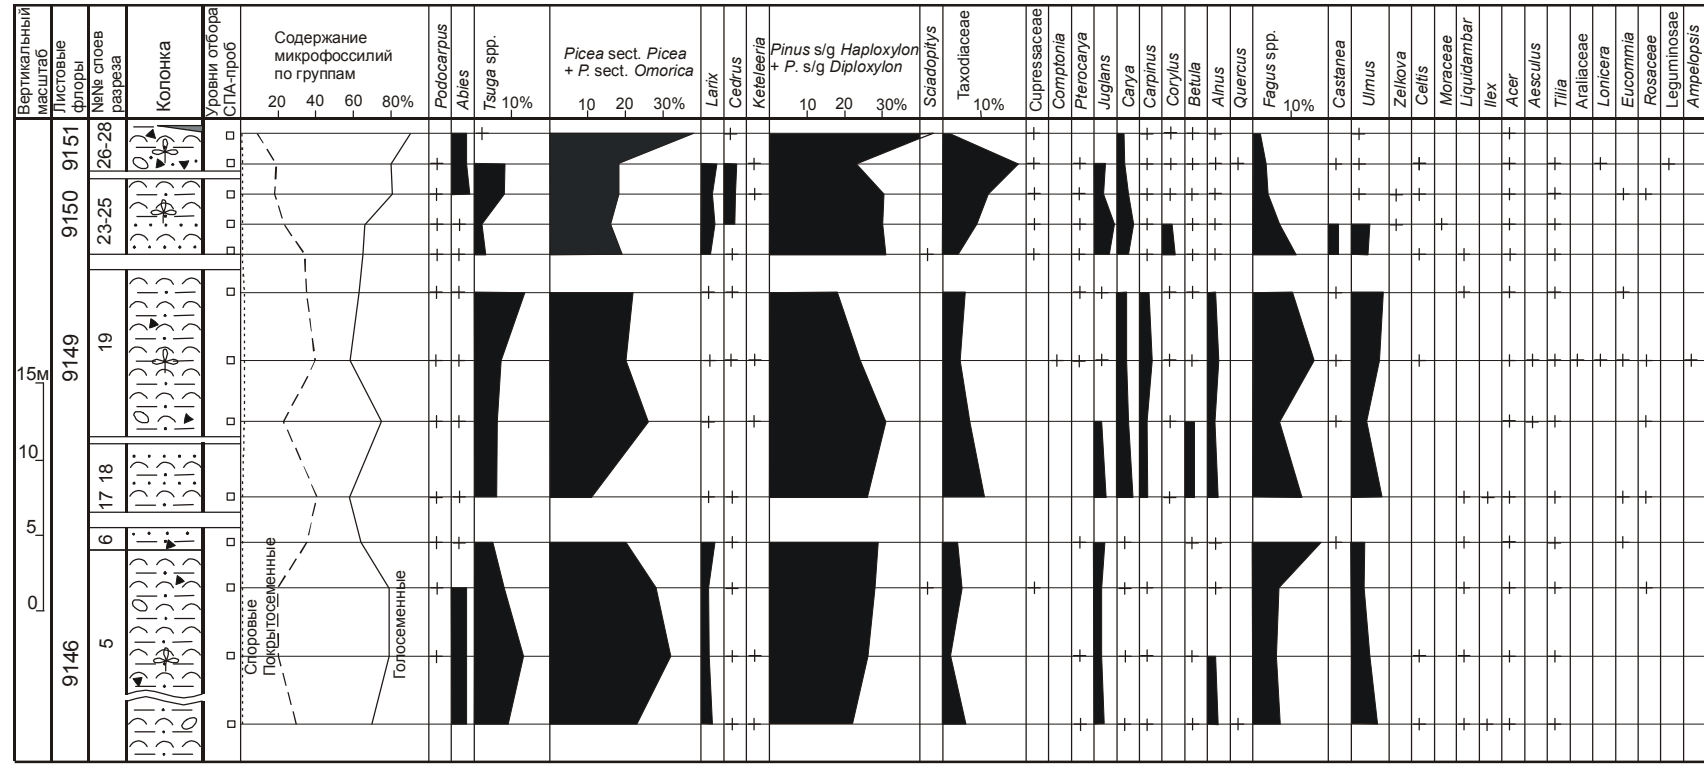 Вертикальный
масштаб
Листовые
флоры
№№ слоев
разреза
Колонка
Уровни отбора
СПА-проб
Содержание
микрофоссилий
по группам
20 40 60 80%
Podocarpus
Abies
Tsuga spp.
10%
Picea sect. Picea
+ P. sect. Omorica
10 20 30%
Larix
Cedrus
Keteleeria
Pinus s/g Haploxylon
+ P. s/g Diploxylon
10 20 30%
Sciadopitys
Taxodiaceae
10%
Cupressaceae
Comptonia
Pterocarya
Juglans
Carya
Carpinus
Corylus
Betula
Alnus
Quercus
Fagus spp.
10%
Castanea
Ulmus
Zelkova
Celtis
Moraceae
Liquidambar
Ilex
Acer
Aesculus
Tilia
Araliaceae
Lonicera
Eucommia
Rosaceae
Leguminosae
Ampelopsis
9151
26-28
9150
23-25
9149
19
15м
10
17 18
5
6
0
9146
5
Споровые
Покрытосеменные
Голосеменные